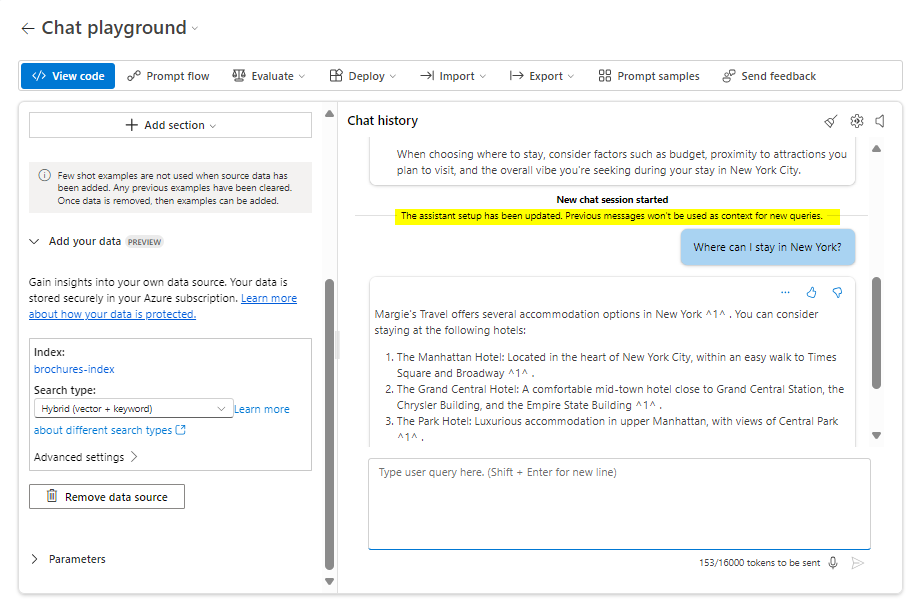 Chat playground
View code
Prompt flow
Evaluate
Deploy
Import
Export
Prompt samples
Send feedback
Add section
Few shot examples are not used when source data has
been added. Any previous examples have been cleared.
Once data is removed, then examples can be added.
Add your data PREVIEW
Gain insights into your own data source. Your data is
stored securely in your Azure subscription. Learn more
about how your data is protected.
Index:
brochures-index
Search type:
Hybrid (vector + keyword)
Learn more
about different search types
Advanced settings
Remove data source
Parameters
Chat history
When choosing where to stay, consider factors such as budget, proximity to attractions you
plan to visit, and the overall vibe you're seeking during your stay in New York City.
New chat session started
The assistant setup has been updated. Previous messages won't be used as context for new queries.
Where can I stay in New York?
Margie's Travel offers several accommodation options in New York ^1^ . You can consider
staying at the following hotels:
1. The Manhattan Hotel: Located in the heart of New York City, within an easy walk to Times
Square and Broadway ^1^ .
2. The Grand Central Hotel: A comfortable mid-town hotel close to Grand Central Station, the
Chrysler Building, and the Empire State Building ^1^ .
3. The Park Hotel: Luxurious accommodation in upper Manhattan, with views of Central Park
^1^ .
Type user query here. (Shift + Enter for new line)
153/16000 tokens to be sent